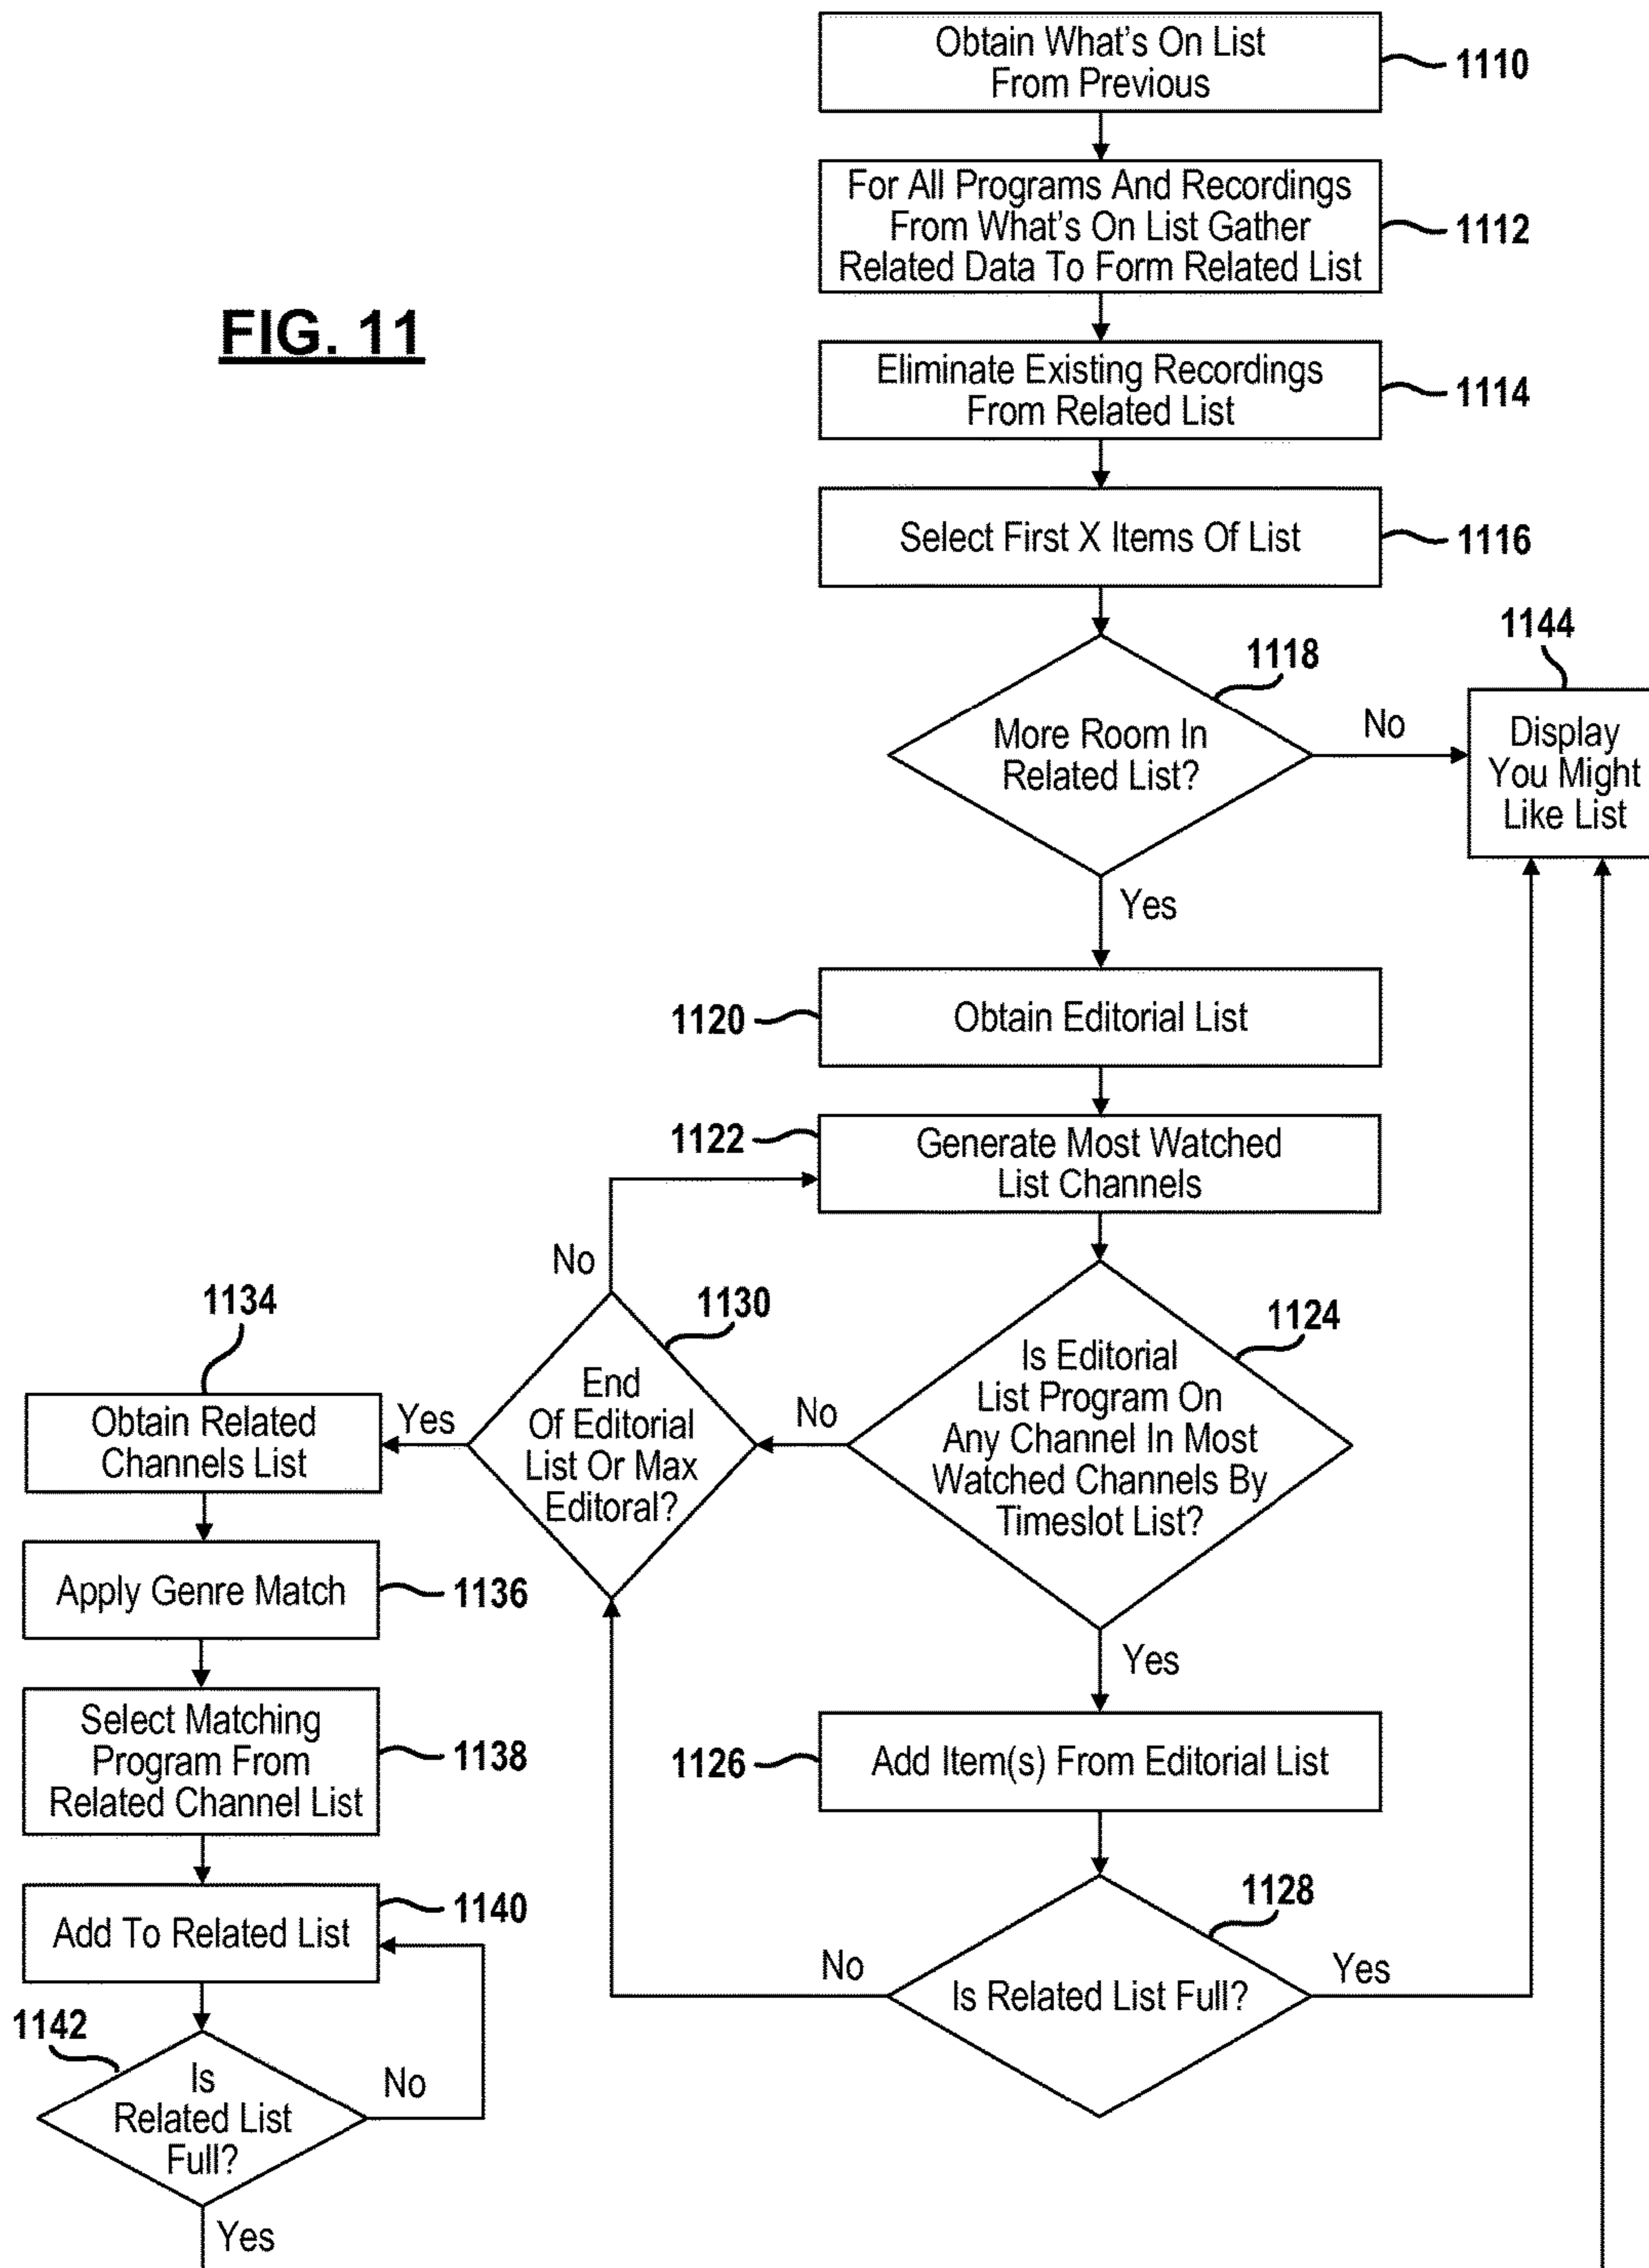 Obtain What's On List
From Previous
1110
For All Programs And Recordings
From What's On List Gather
Related Data To Form Related List
1112
FIG. 11
Eliminate Existing Recordings
From Related List
1114
Select First X Items Of List
1116
1118
More Room In
Related List?
No
1144
Display
You Might
Like List
Yes
1120
Obtain Editorial List
1122
Generate Most Watched
List Channels
No
1124
Is Editorial
List Program On
Any Channel In Most
Watched Channels By
Timeslot List?
No
1130
End
Of Editorial
List Or Max
Editoral?
Yes
1134
Obtain Related
Channels List
Apply Genre Match
1136
Select Matching
Program From
Related Channel List
1138
Add To Related List
1140
1142
Is
Related List
Full?
No
Yes
Yes
1126
Add Item(s) From Editorial List
1128
Is Related List Full?
No
Yes